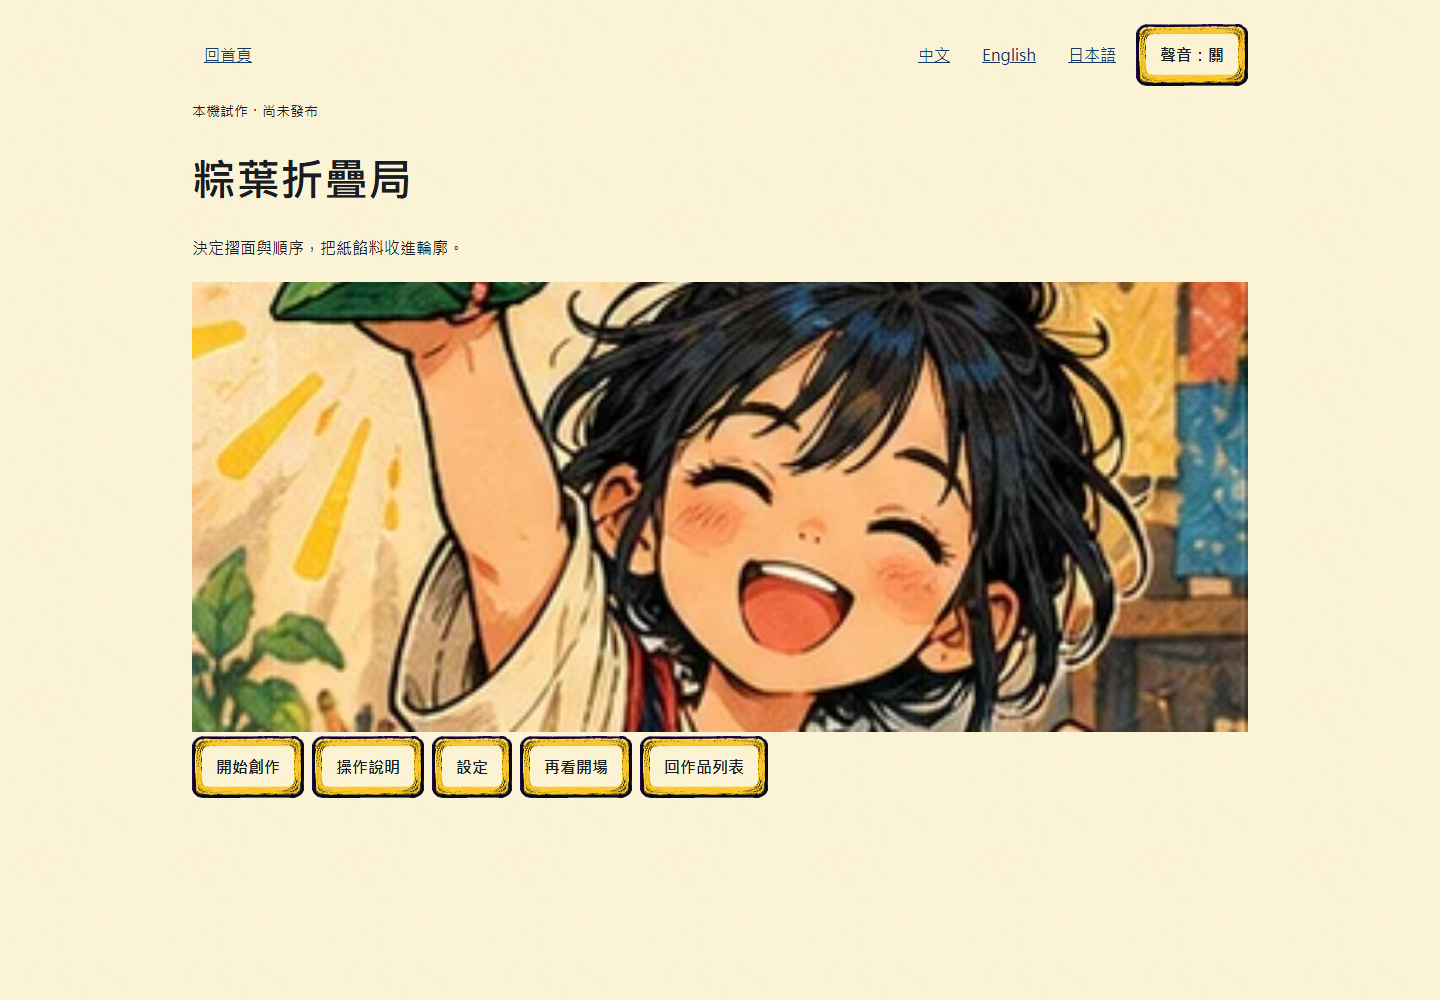 回首頁
中文 English 日本語 聲音：關
本機試作・尚未發布
粽葉折疊局
決定摺面與順序，把紙餡料收進輪廓。
開始創作 操作說明 設定 再看開場 回作品列表